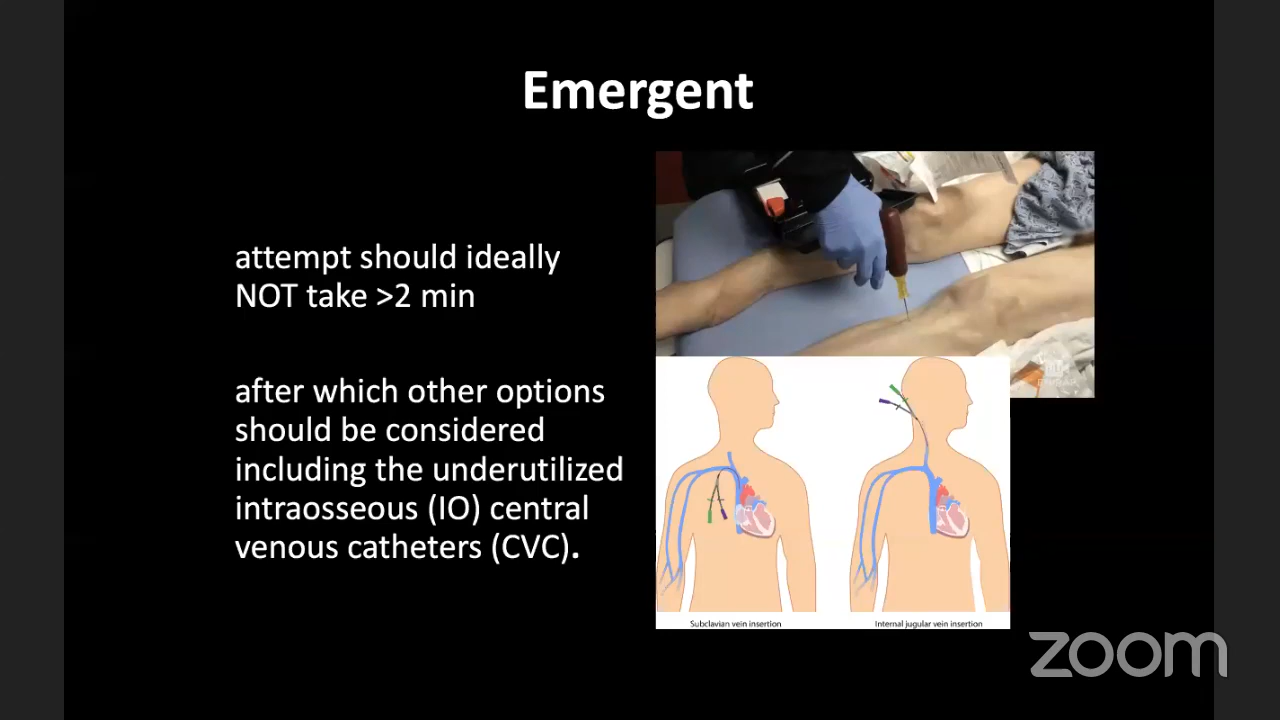 Emergent
attempt should ideally
NOT take >2 min
after which other options
should be considered
including the underutilized
intraosseous (IO) central
venous catheters (CVC).
Subclavian vein insertion
Internal jugular vein insertion
zoom